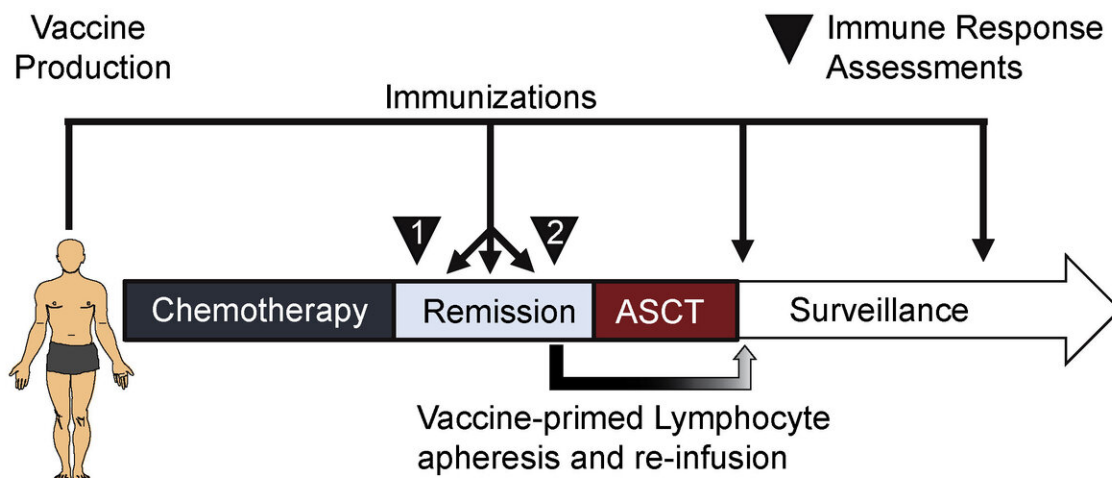 Vaccine
Production
Immune Response
Assessments
Immunizations
1
2
Chemotherapy
Remission
ASCT
Surveillance
Vaccine-primed Lymphocyte
apheresis and re-infusion